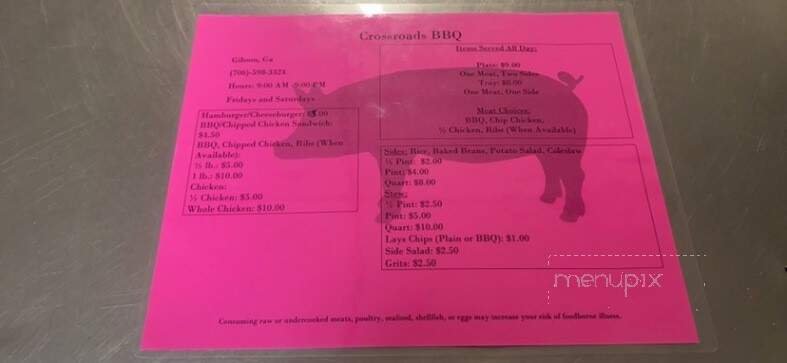 Crossroads BBQ
Gibson, Ga
(706)-598-3323
Hours: 9:00 AM -9:00 PM
Fridays and Saturdays
Hamburger/Cheeseburger: $5.00
BBQ/Chipped Chicken Sandwich:
$4.50
BBQ, Chipped Chicken, Ribs (When
Available):
½ lb.: $5.00
1 lb.: $10.00
Chicken:
½ Chicken: $5.00
Whole Chicken: $10.00
Items Served All Day:
Plate: $9.00
One Meat, Two Sides
Tray: $6.00
One Meat, One Side
Meat Choices:
BBQ, Chip Chicken,
½ Chicken, Ribs (When Available)
Sides: Rice, Baked Beans, Potato Salad, Coleslaw
½ Pint: $2.00
Pint: $4.00
Quart: $8.00
Stew:
½ Pint: $2.50
Pint: $5.00
Quart: $10.00
Lays Chips (Plain or BBQ): $1.00
Side Salad: $2.50
Grits: $2.50
menupix
Consuming raw or undercooked meats, poultry, seafood, shellfish, or eggs may increase your risk of foodborne illness.